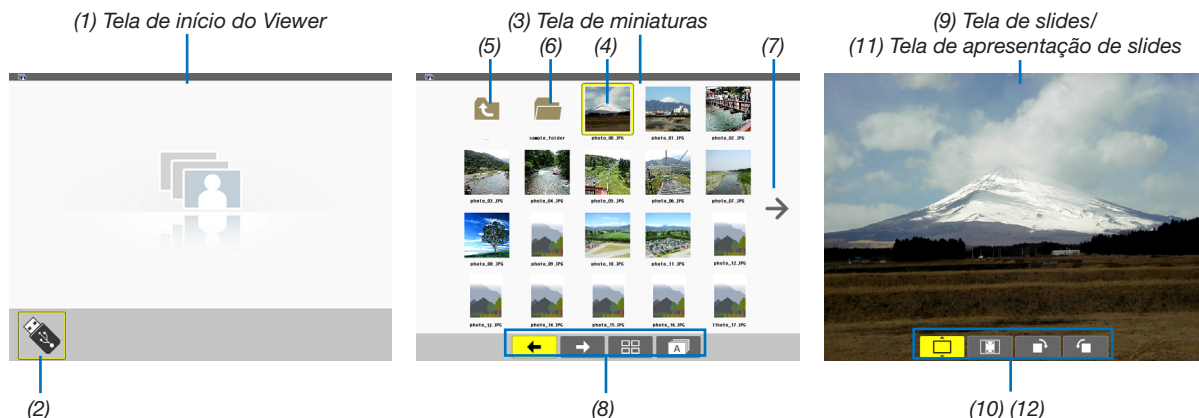 (1) Tela de início do Viewer
(3) Tela de miniaturas
(9) Tela de slides/
(11) Tela de apresentação de slides
(5) (6) (4) (7)
sample_folder photo_00.JPG photo_01.JPG photo_02.JPG
photo_03.JPG photo_04.JPG photo_05.JPG photo_06.JPG photo_07.JPG
photo_08.JPG photo_09.JPG photo_10.JPG photo_11.JPG photo_12.JPG
photo_13.JPG photo_14.JPG photo_15.JPG photo_16.JPG
A
(2) (8) (10) (12)